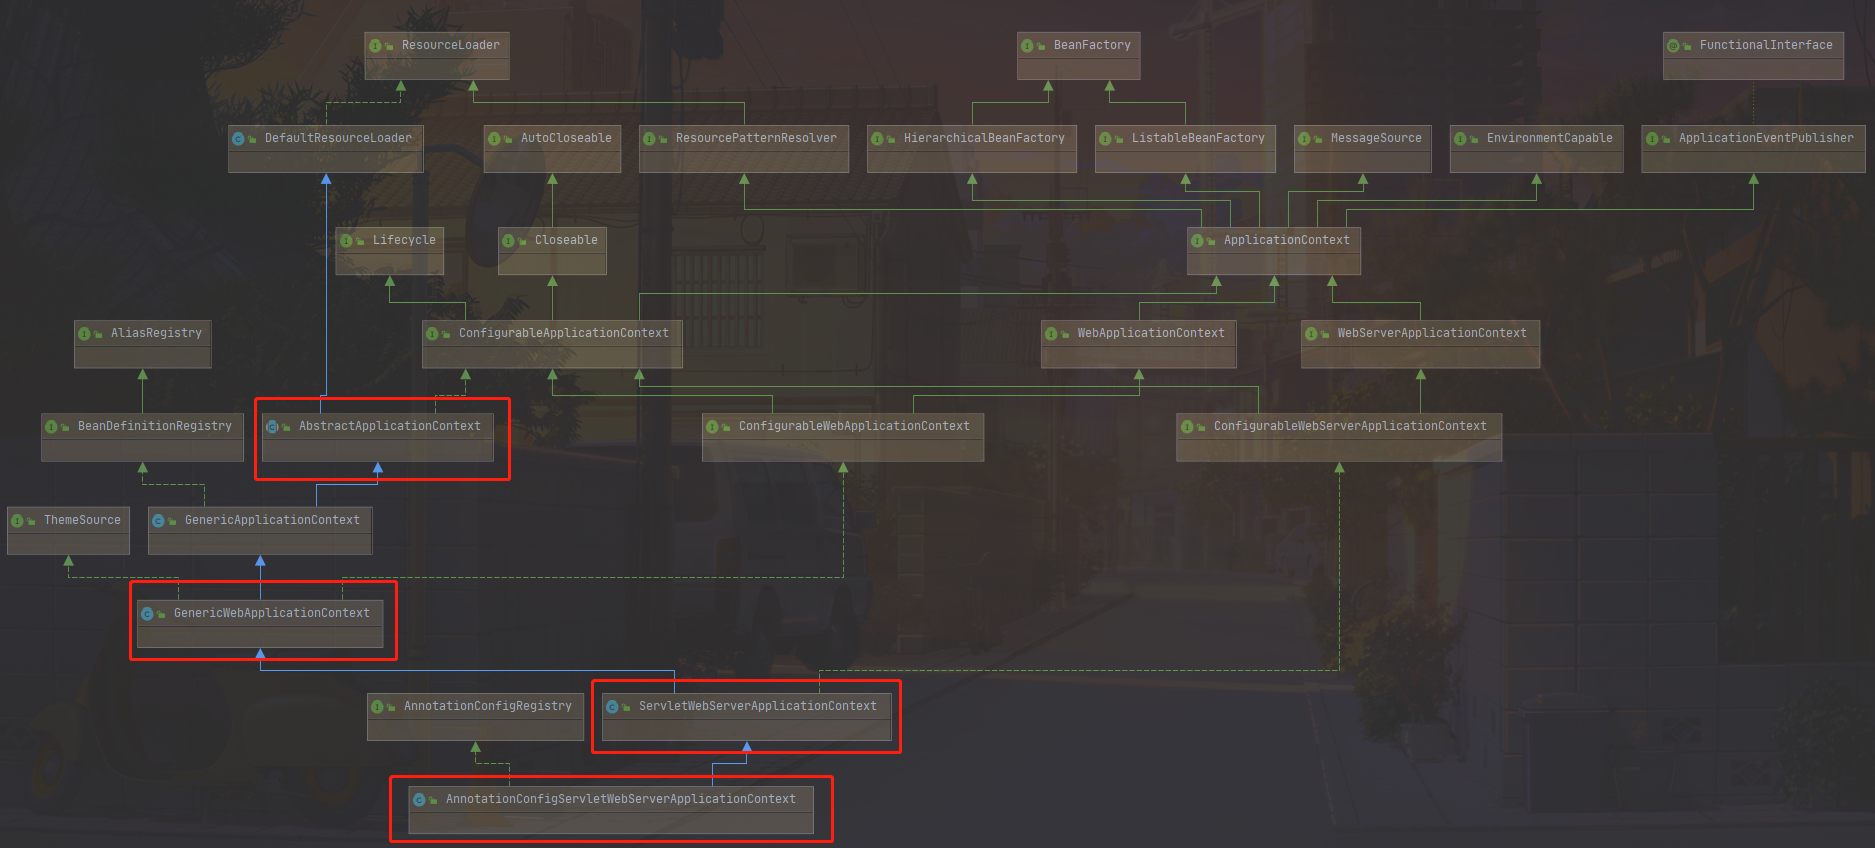 ResourceLoader
BeanFactory
FunctionalInterface
DefaultResourceLoader
AutoCloseable
ResourcePatternResolver
HierarchicalBeanFactory
ListableBeanFactory
MessageSource
EnvironmentCapable
ApplicationEventPublisher
Lifecycle
Closeable
ApplicationContext
AliasRegistry
ConfigurableApplicationContext
WebApplicationContext
WebServerApplicationContext
BeanDefinitionRegistry
AbstractApplicationContext
ConfigurableWebApplicationContext
ConfigurableWebServerApplicationContext
ThemeSource
GenericApplicationContext
GenericWebApplicationContext
AnnotationConfigRegistry
ServletWebServerApplicationContext
AnnotationConfigServletWebServerApplicationContext